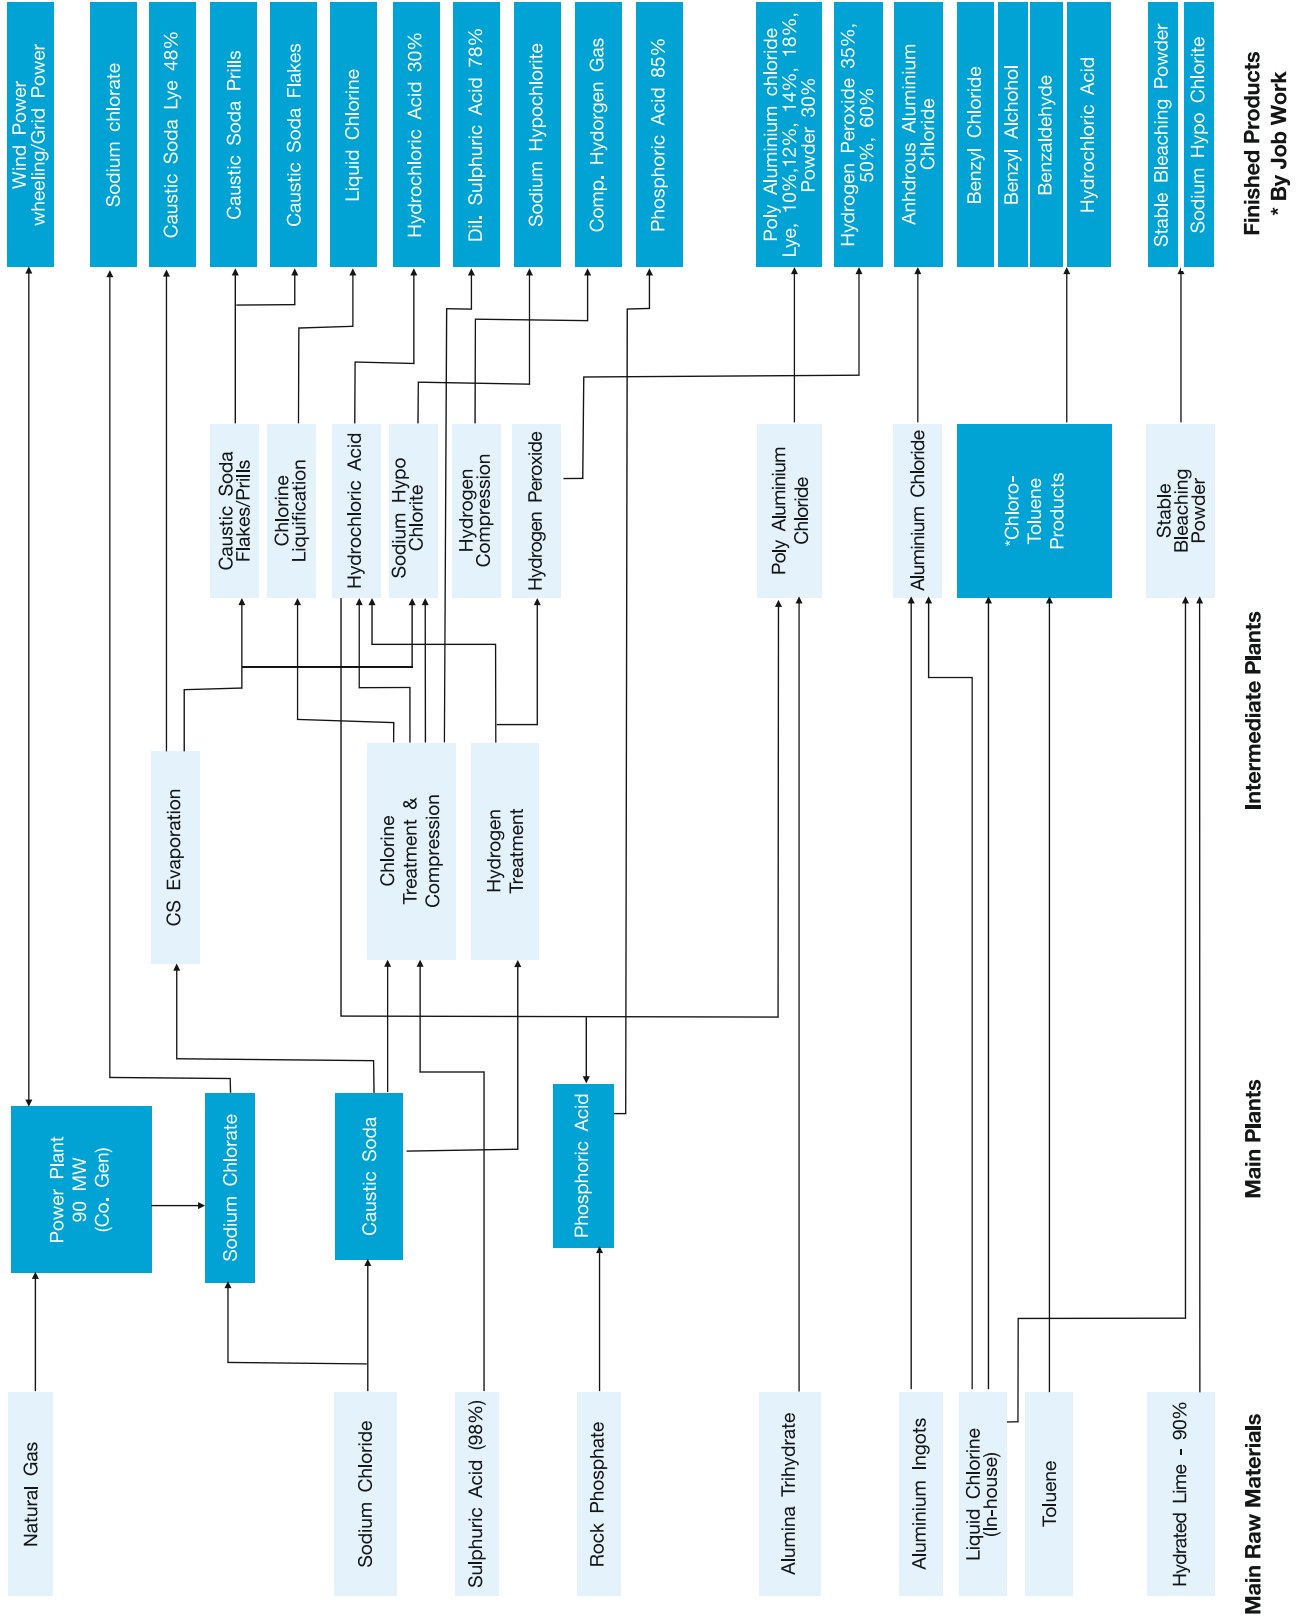 Natural Gas
Sodium Chloride
Sulphuric Acid (98%)
Rock Phosphate
Alumina Trihydrate
Aluminium Ingots
Liquid Chlorine
(In-house)
Toluene
Hydrated Lime - 90%
Main Raw Materials
Power Plant
90 MW
(Co. Gen)
Sodium Chlorate
Caustic Soda
Phosphoric Acid
Main Plants
CS Evaporation
Chlorine
Treatment &
Compression
Hydrogen
Treatment
Caustic Soda
Flakes/Prills
Chlorine
Liquification
Hydrochloric Acid
Sodium Hypo
Chlorite
Hydrogen
Compression
Hydrogen Peroxide
Poly Aluminium
Chloride
Aluminium Chloride
*Chloro-
Toluene
Products
Stable
Bleaching
Powder
Intermediate Plants
Wind Power
wheeling/Grid Power
Sodium chlorate
Caustic Soda Lye 48%
Caustic Soda Prills
Caustic Soda Flakes
Liquid Chlorine
Hydrochloric Acid 30%
Dil. Sulphuric Acid 78%
Sodium Hypochlorite
Comp. Hydorgen Gas
Phosphoric Acid 85%
Poly Aluminium chloride
Lye, 10%,12%, 14%, 18%,
Powder 30%
Hydrogen Peroxide 35%,
50%, 60%
Anhdrous Aluminium
Chloride
Benzyl Chloride
Benzyl Alchohol
Benzaldehyde
Hydrochloric Acid
Stable Bleaching Powder
Sodium Hypo Chlorite
Finished Products
* By Job Work